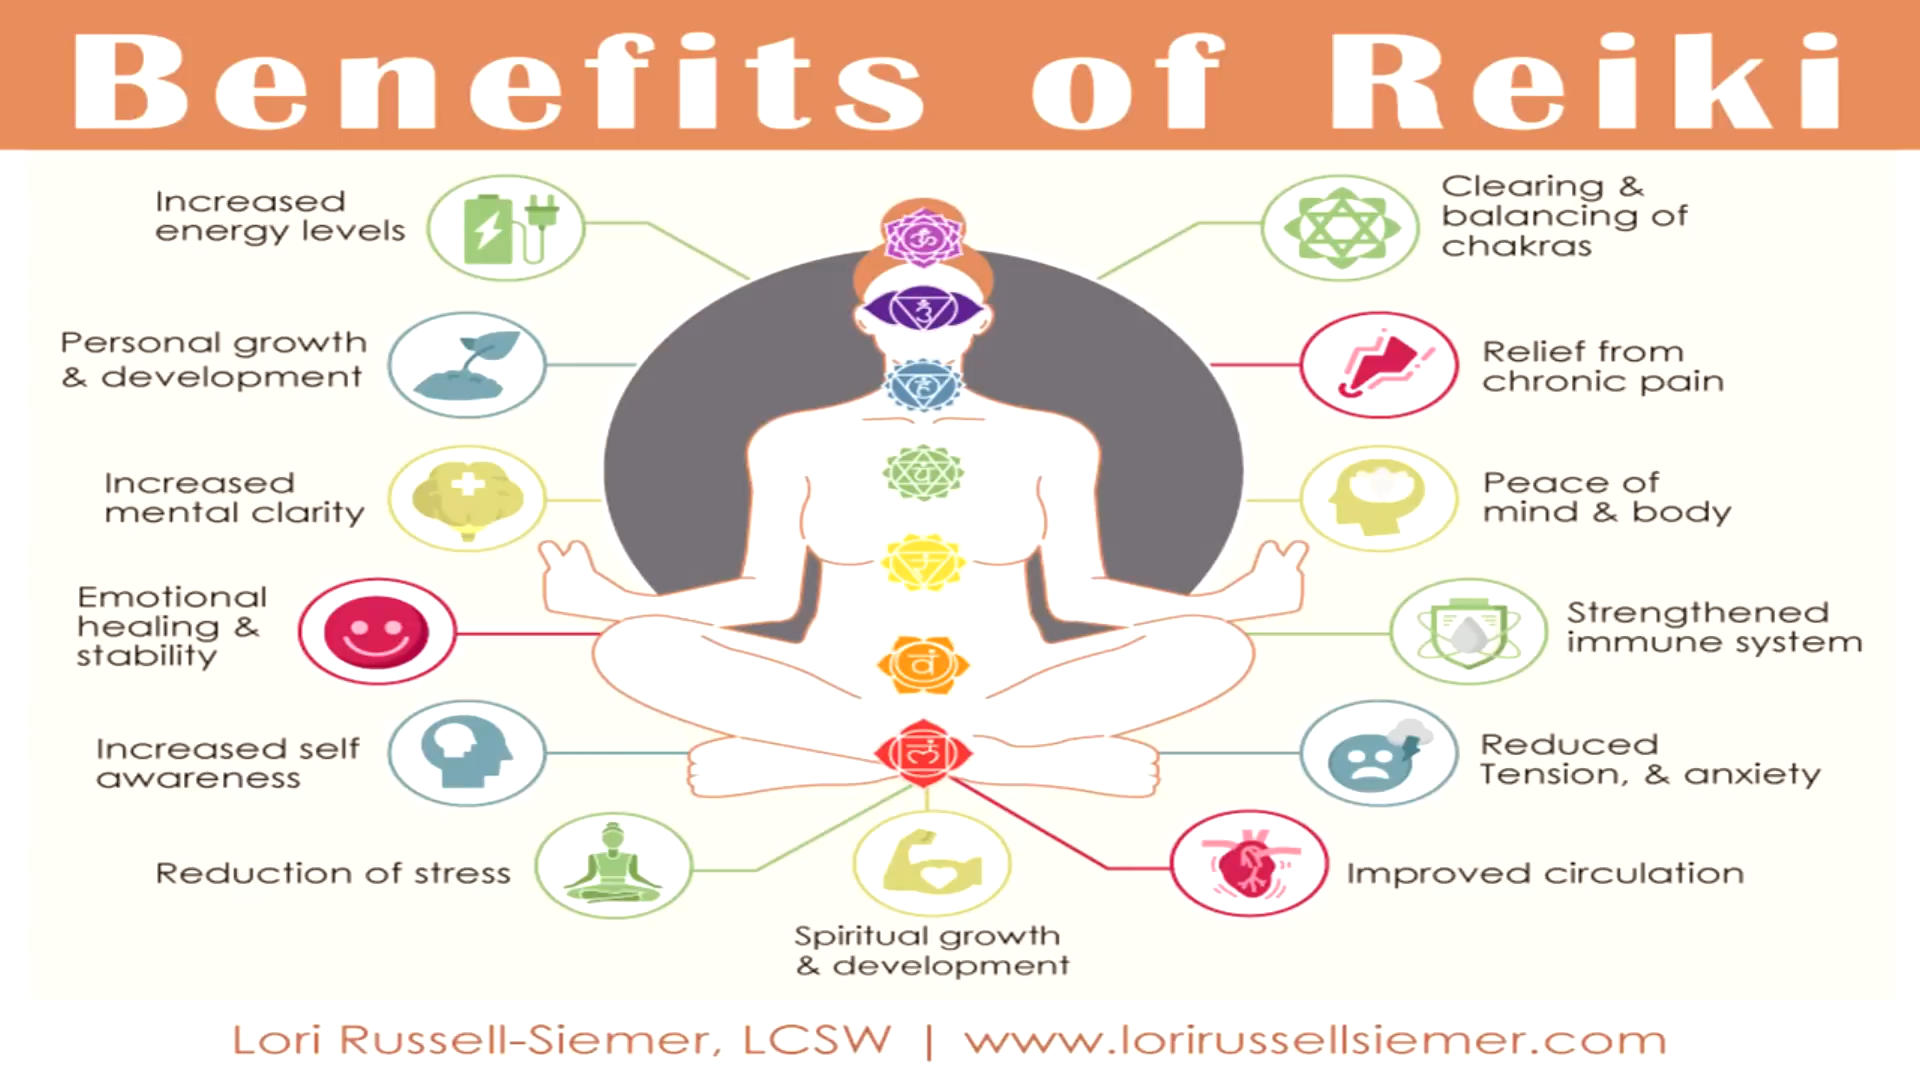 Benefits of Reiki
Increased
energy levels
Clearing &
balancing of
chakras
Personal growth
& development
Relief from
chronic pain
Increased
mental clarity
Peace of
mind & body
Emotional
healing &
stability
Strengthened
immune system
Increased self
awareness
Reduced
Tension, & anxiety
Reduction of stress
Improved circulation
Spiritual growth
& development
Lori Russell-Siemer, LCSW | www.lorirussellsiemer.com